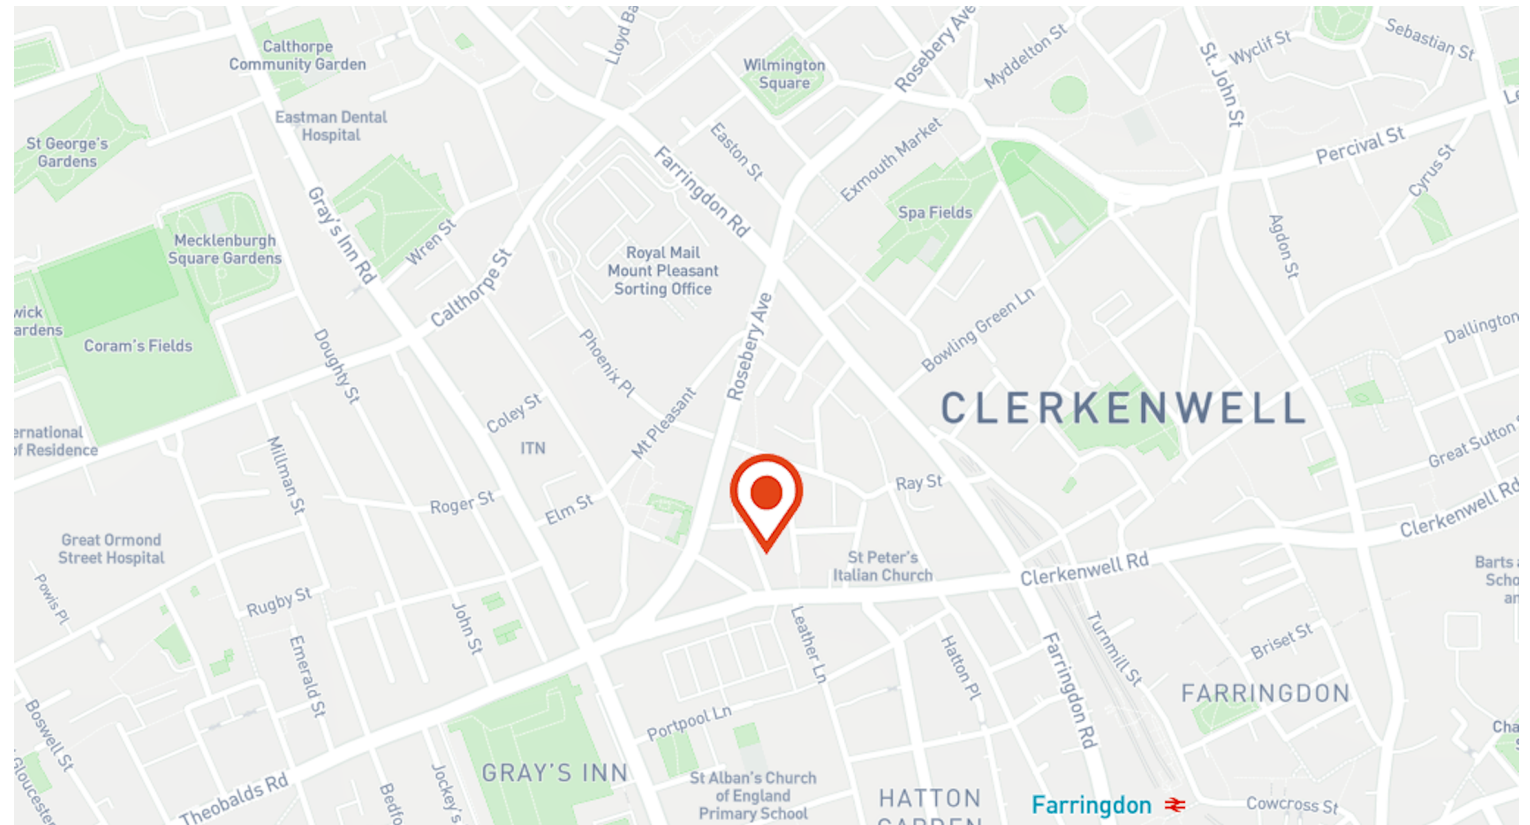 Calthorpe
Community Garden
Lloyd Ba
Wilmington
Square
Rosebery Ave
Myddelton St
St. John St
Wyclif St
Sebastian St
Eastman Dental
Hospital
St George's
Gardens
Easton St
Exmouth Market
Percival St
Cyrus St
Farringdon Rd
Gray's Inn Rd
Wren St
Spa Fields
Agdon St
Mecklenburgh
Square Gardens
Calthorpe St
Royal Mail
Mount Pleasant
Sorting Office
wick
ardens
Coram's Fields
Doughty St
Phoenix Pl
Rosebery Ave
Bowling Green Ln
Dallington
Coley St
Mt Pleasant
CLERKENWELL
ernational
of Residence
Millman St
ITN
Great Sutton
Roger St
Elm St
Ray St
Clerkenwell Rd
Great Ormond
Street Hospital
St Peter's
Italian Church
Clerkenwell Rd
Barts
Scho
an
Powis Pl
Rugby St
John St
Leather Ln
Turnmill St
Emerald St
Hatton Pl
Farringdon Rd
Briset St
FARRINGDON
Boswell St
Portpool Ln
Cha
S
Gloucester
Theobalds Rd
Bedfo
Jockey's
GRAY'S INN
St Alban's Church
of England
Primary School
HATTON
GARDEN
Farringdon
Cowcross St